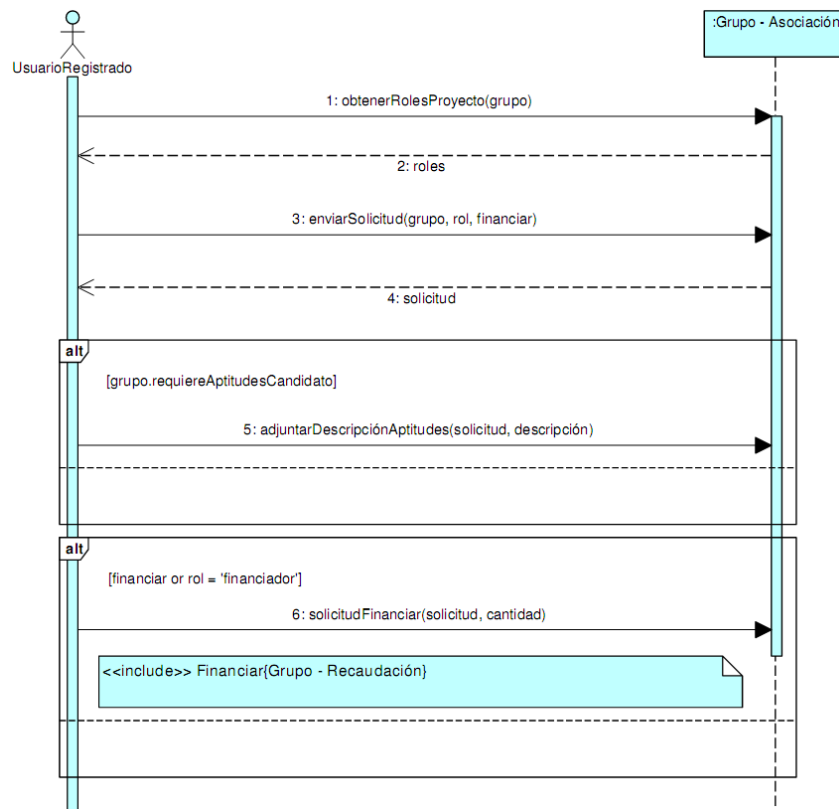 :Grupo - Asociación
UsuarioRegistrado
1: obtenerRolesProyecto(grupo)
2: roles
3: enviarSolicitud(grupo, rol, financiar)
4: solicitud
alt
[grupo.requiereAptitudesCandidato]
5: adjuntarDescripciónAptitudes(solicitud, descripción)
alt
[financiar or rol = 'financiador']
6: solicitudFinanciar(solicitud, cantidad)
<<include>> Financiar{Grupo - Recaudación}